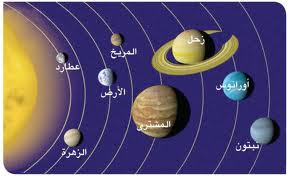 زحل
المريخ
عطارد
الأرض
أورانوس
المشتري
نبتون
الزهرة